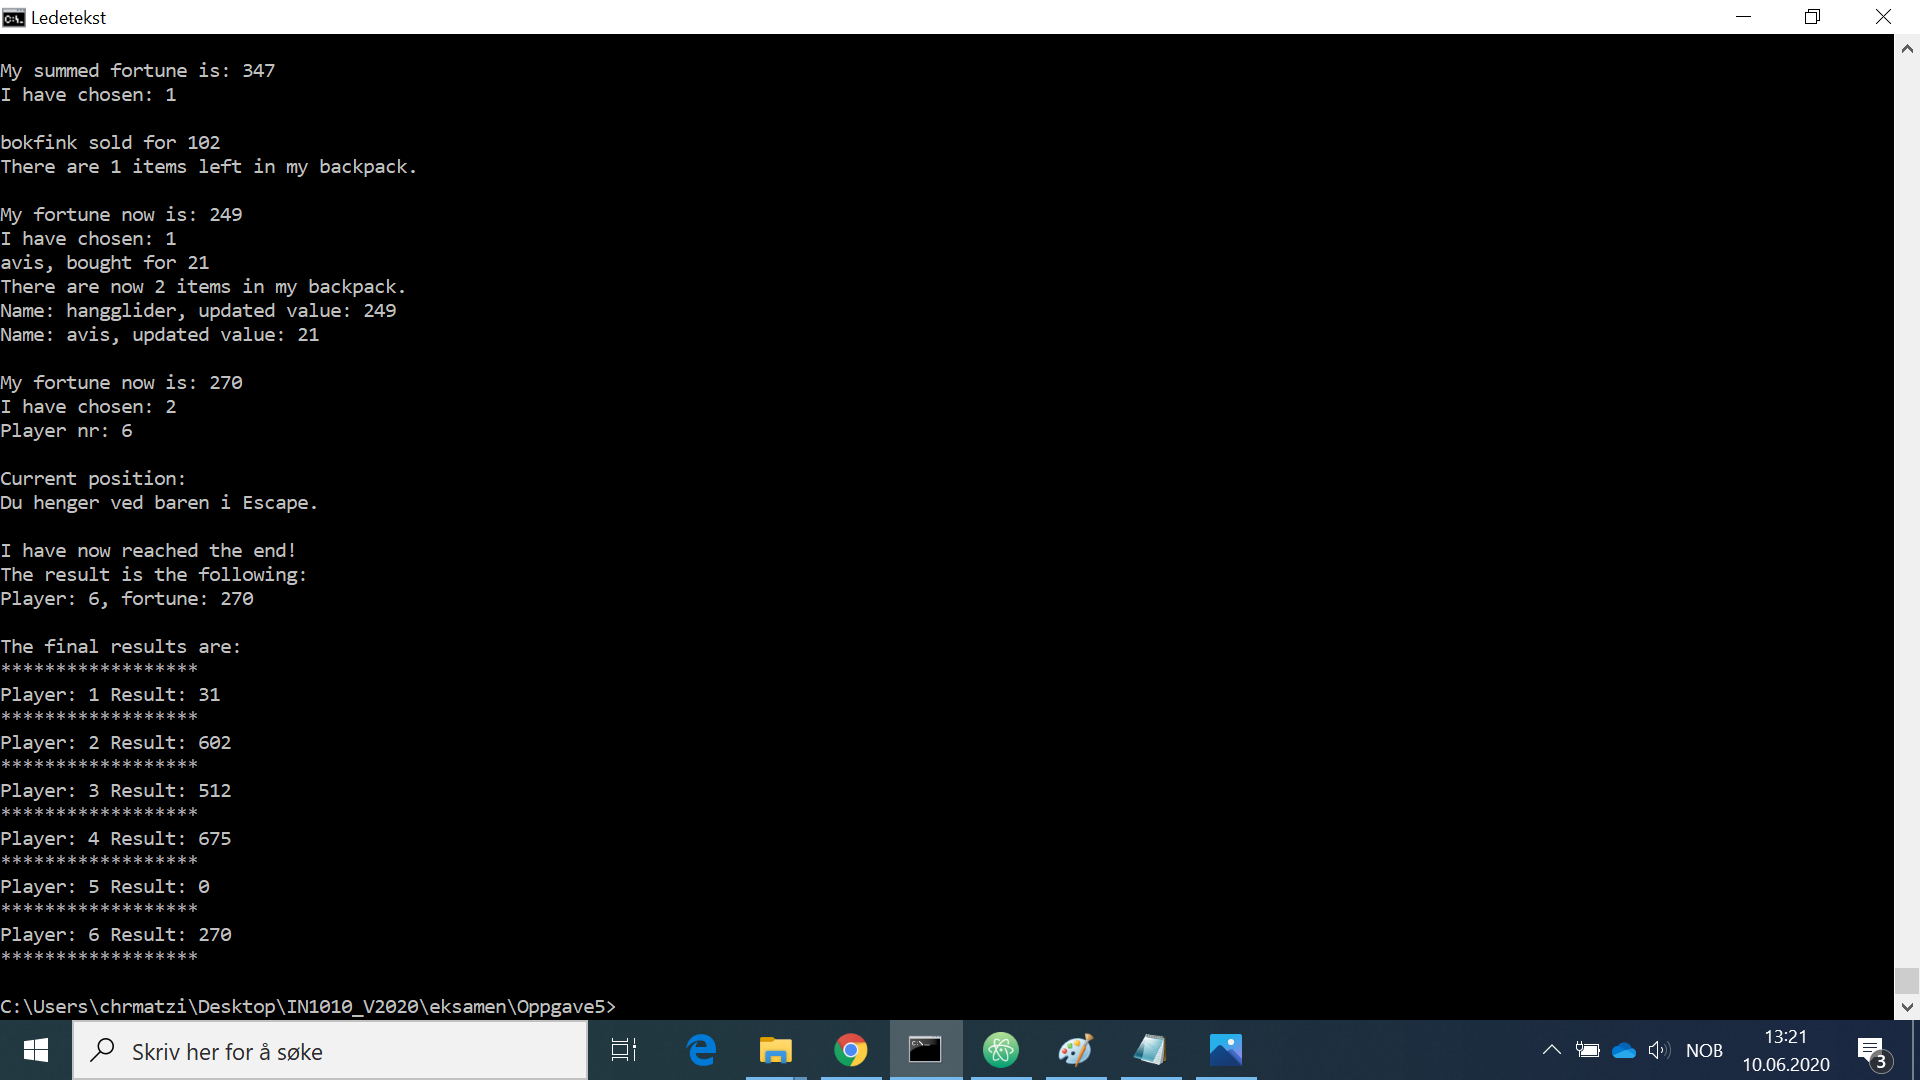 Ledetekst
My summed fortune is: 347
I have chosen: 1
bokfink sold for 102
There are 1 items left in my backpack.
My fortune now is: 249
I have chosen: 1
avis, bought for 21
There are now 2 items in my backpack.
Name: hangglider, updated value: 249
Name: avis, updated value: 21
My fortune now is: 270
I have chosen: 2
Player nr: 6
Current position:
Du henger ved baren i Escape.
I have now reached the end!
The result is the following:
Player: 6, fortune: 270
The final results are:
******************
Player: 1 Result: 31
******************
Player: 2 Result: 602
******************
Player: 3 Result: 512
******************
Player: 4 Result: 675
******************
Player: 5 Result: 0
******************
Player: 6 Result: 270
******************
C:\Users\chrmatzi\Desktop\IN1010_V2020\eksamen\Oppgave5>
Skriv her for å søke
NOB
13:21
10.06.2020
3